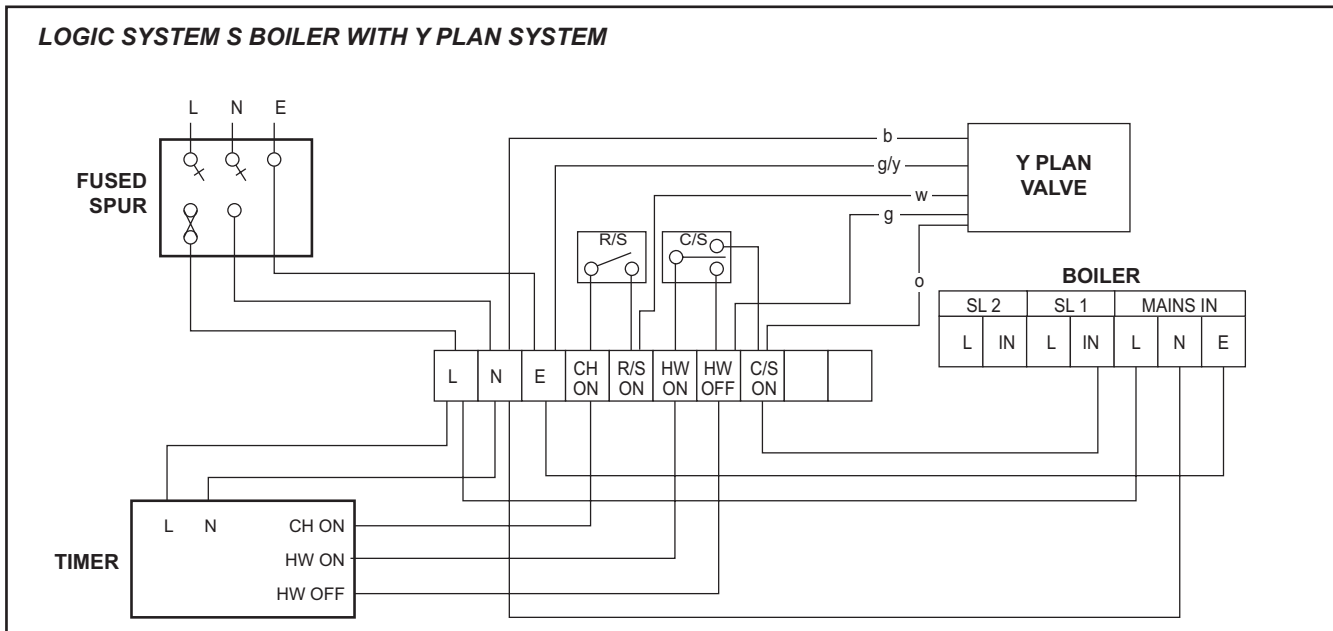 LOGIC SYSTEM S BOILER WITH Y PLAN SYSTEM
L N E
FUSED
SPUR
b
g/y
w
g
o
Y PLAN
VALVE
R/S
C/S
BOILER
SL 2 SL 1 MAINS IN
L IN L IN L N E
L N E CH ON R/S ON HW ON HW OFF C/S ON
TIMER
L N CH ON
HW ON
HW OFF